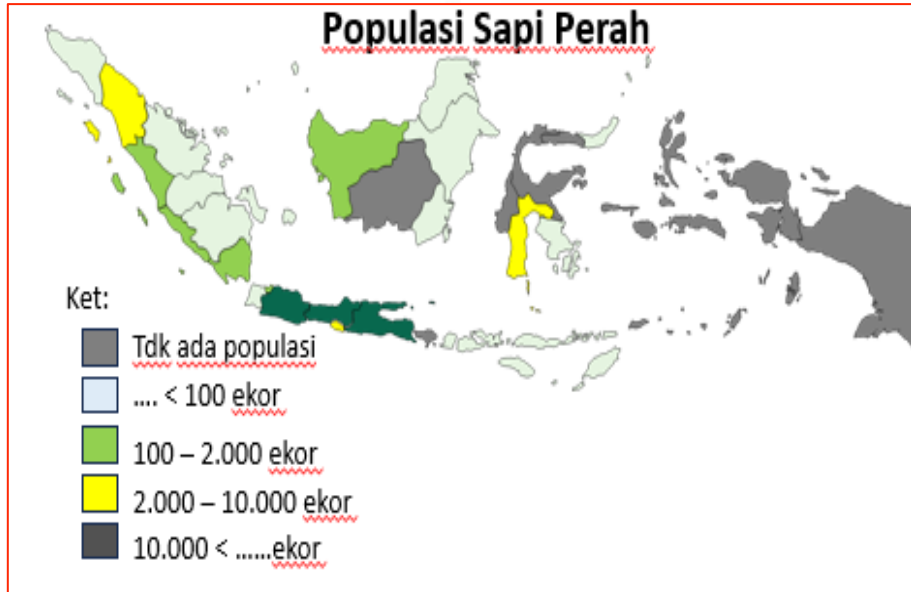 Populasi Sapi Perah
Ket:
Tdk ada populasi
.... < 100 ekor
100 – 2.000 ekor
2.000 – 10.000 ekor
10.000 < ......ekor